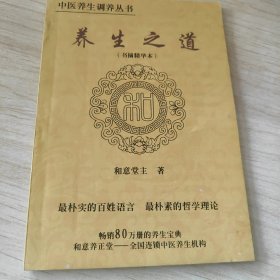 中医养生调养丛书
养生之道
(书摘精华本)
和
和意堂主 著
最朴实的百姓语言 最朴素的哲学理论
畅销80万册的养生宝典
和意养正堂——全国连锁中医养生机构